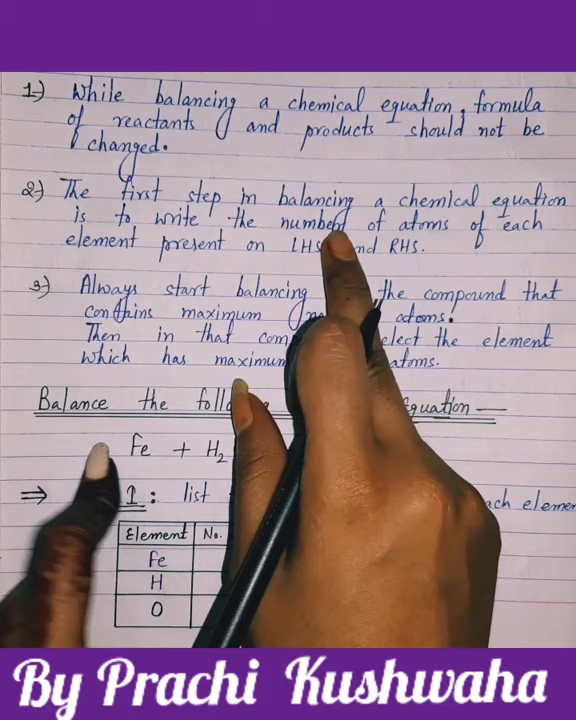 1.) While balancing a chemical equation, formula
of reactants and products should not be
changed.
2.) The first step in balancing a chemical equation
is to write the number of atoms of each
element present on LHS and RHS.
3.) Always start balancing the compound that
contains maximum atoms.
Then in that select the element
which has maximum atoms.
Balance the Equation —
Fe + H₂
⇒ I : list each
Element No.
Fe
H
O
By Prachi Kushwaha